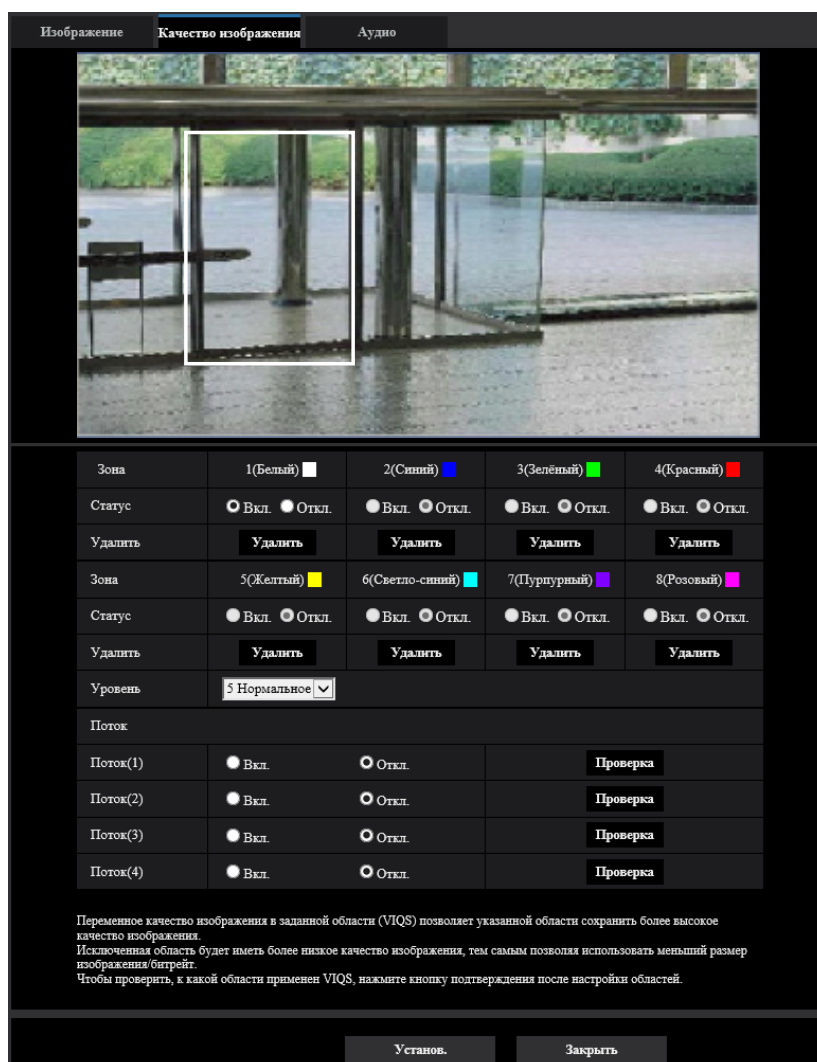 Изображение Качество изображения Аудио
Зона 1(Белый) 2(Синий) 3(Зелёный) 4(Красный)
Статус Вкл. Откл. Вкл. Откл. Вкл. Откл. Вкл. Откл.
Удалить Удалить Удалить Удалить Удалить
Зона 5(Желтый) 6(Светло-синий) 7(Пурпурный) 8(Розовый)
Статус Вкл. Откл. Вкл. Откл. Вкл. Откл. Вкл. Откл.
Удалить Удалить Удалить Удалить Удалить
Уровень 5 Нормальное
Поток
Поток(1) Вкл. Откл. Проверка
Поток(2) Вкл. Откл. Проверка
Поток(3) Вкл. Откл. Проверка
Поток(4) Вкл. Откл. Проверка
Переменное качество изображения в заданной области (VIQS) позволяет указанной области сохранить более высокое
качество изображения.
Исключенная область будет иметь более низкое качество изображения, тем самым позволяя использовать меньший размер
изображения/битрейт.
Чтобы проверить, к какой области применен VIQS, нажмите кнопку подтверждения после настройки областей.
Установ. Закрыть